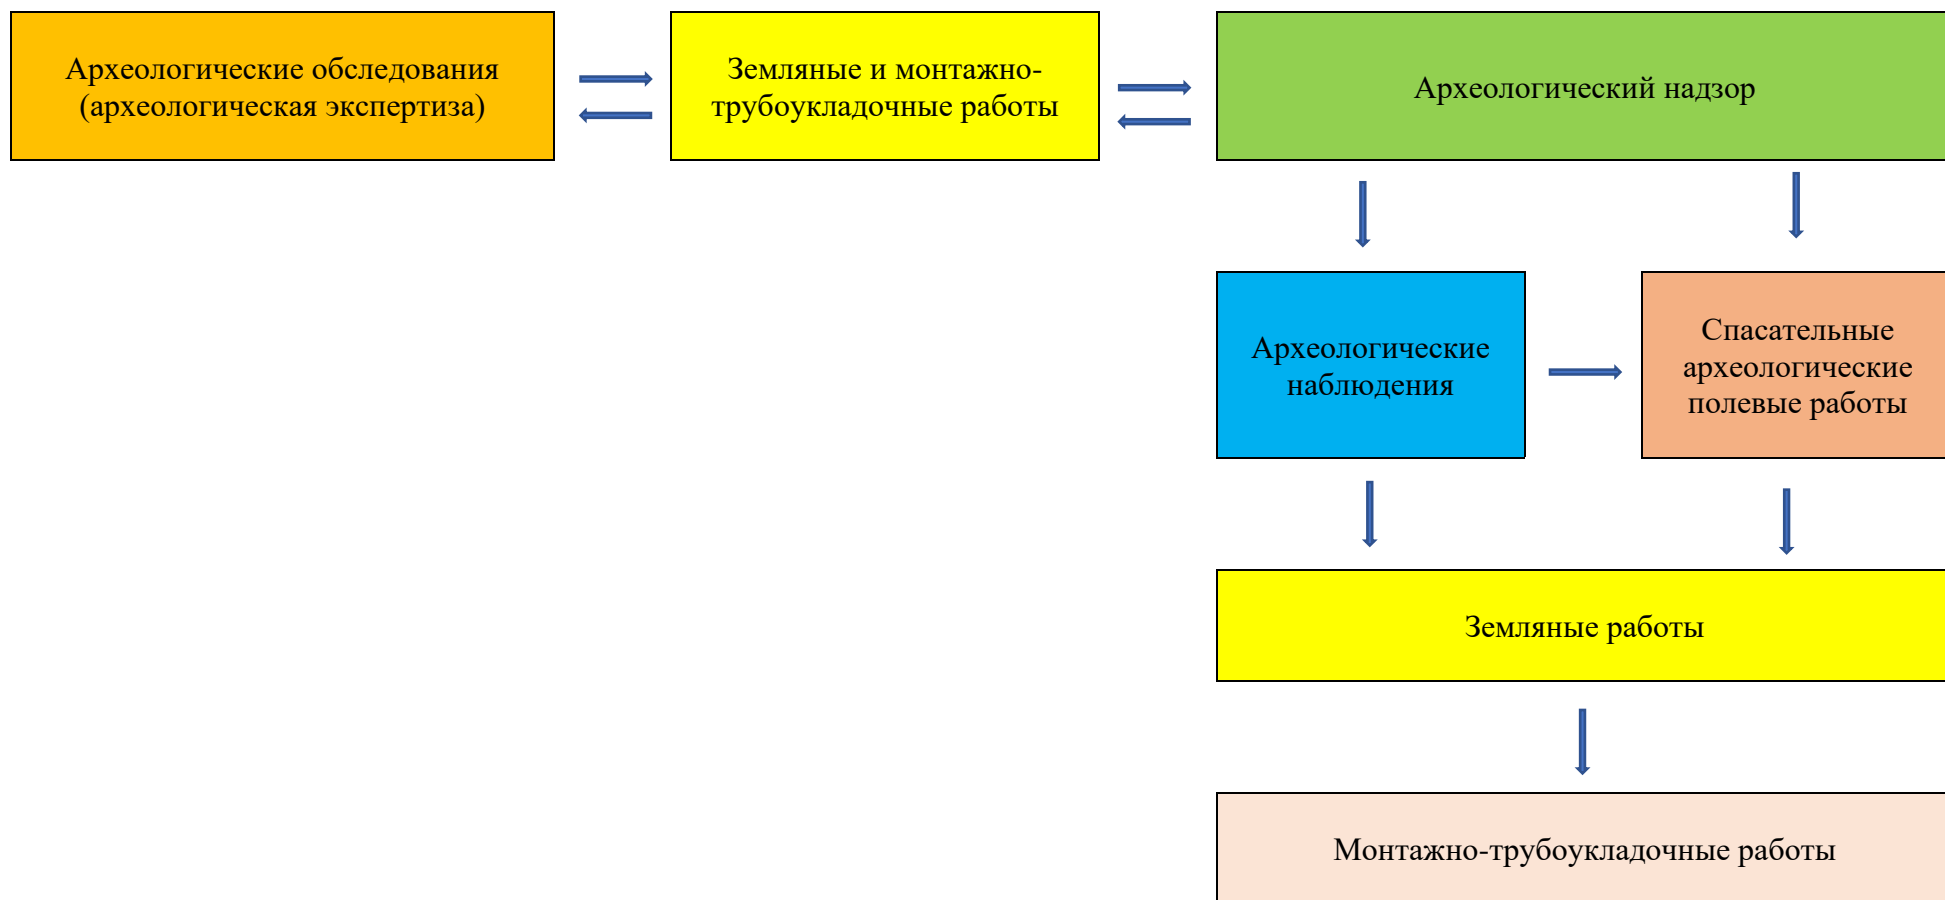 Археологические обследования
(археологическая экспертиза)
Земляные и монтажно-
трубоукладочные работы
Археологический надзор
Археологические
наблюдения
Спасательные
археологические
полевые работы
Земляные работы
Монтажно-трубоукладочные работы